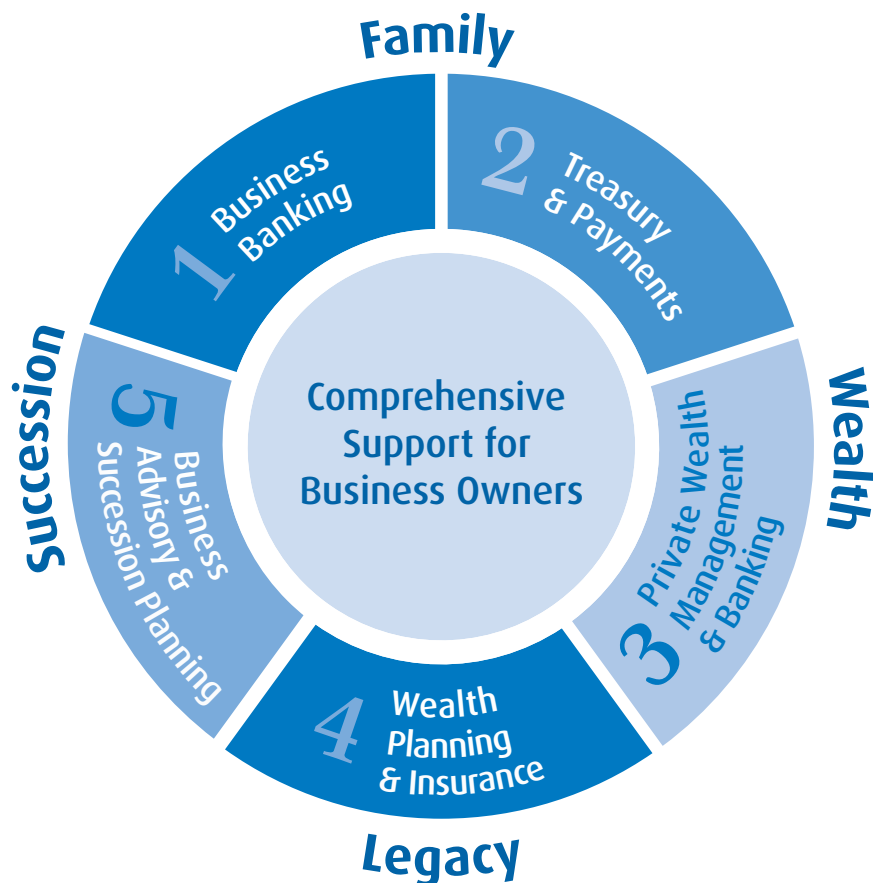 Family
1
Business
Banking
2
Treasury
& Payments
Wealth
3
Private Wealth
Management
& Banking
4
Wealth
Planning
& Insurance
Legacy
5
Business
Advisory &
Succession Planning
Succession
Comprehensive
Support for
Business Owners